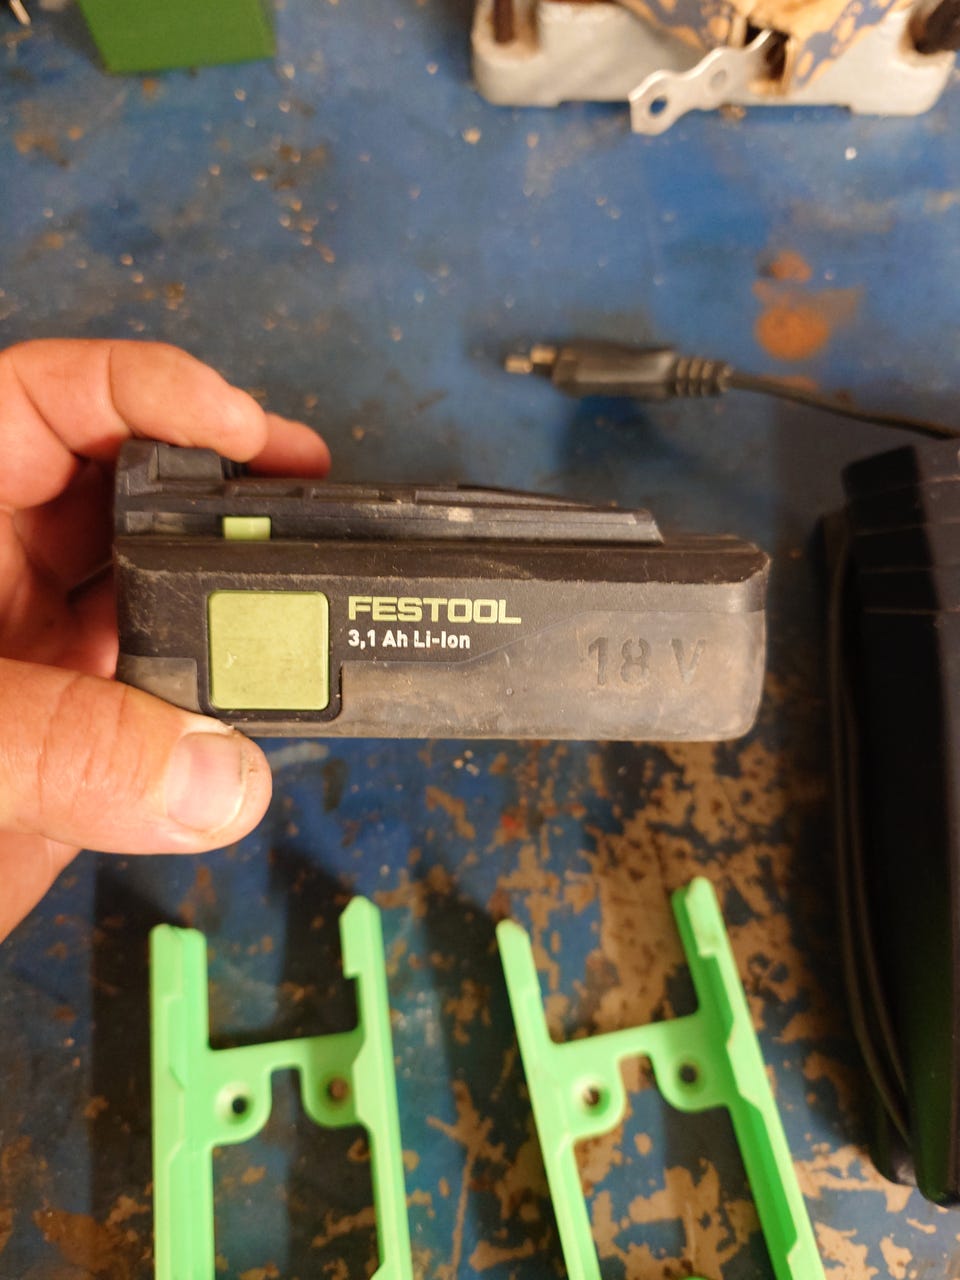 FESTOOL
3,1 Ah Li-Ion
18 V